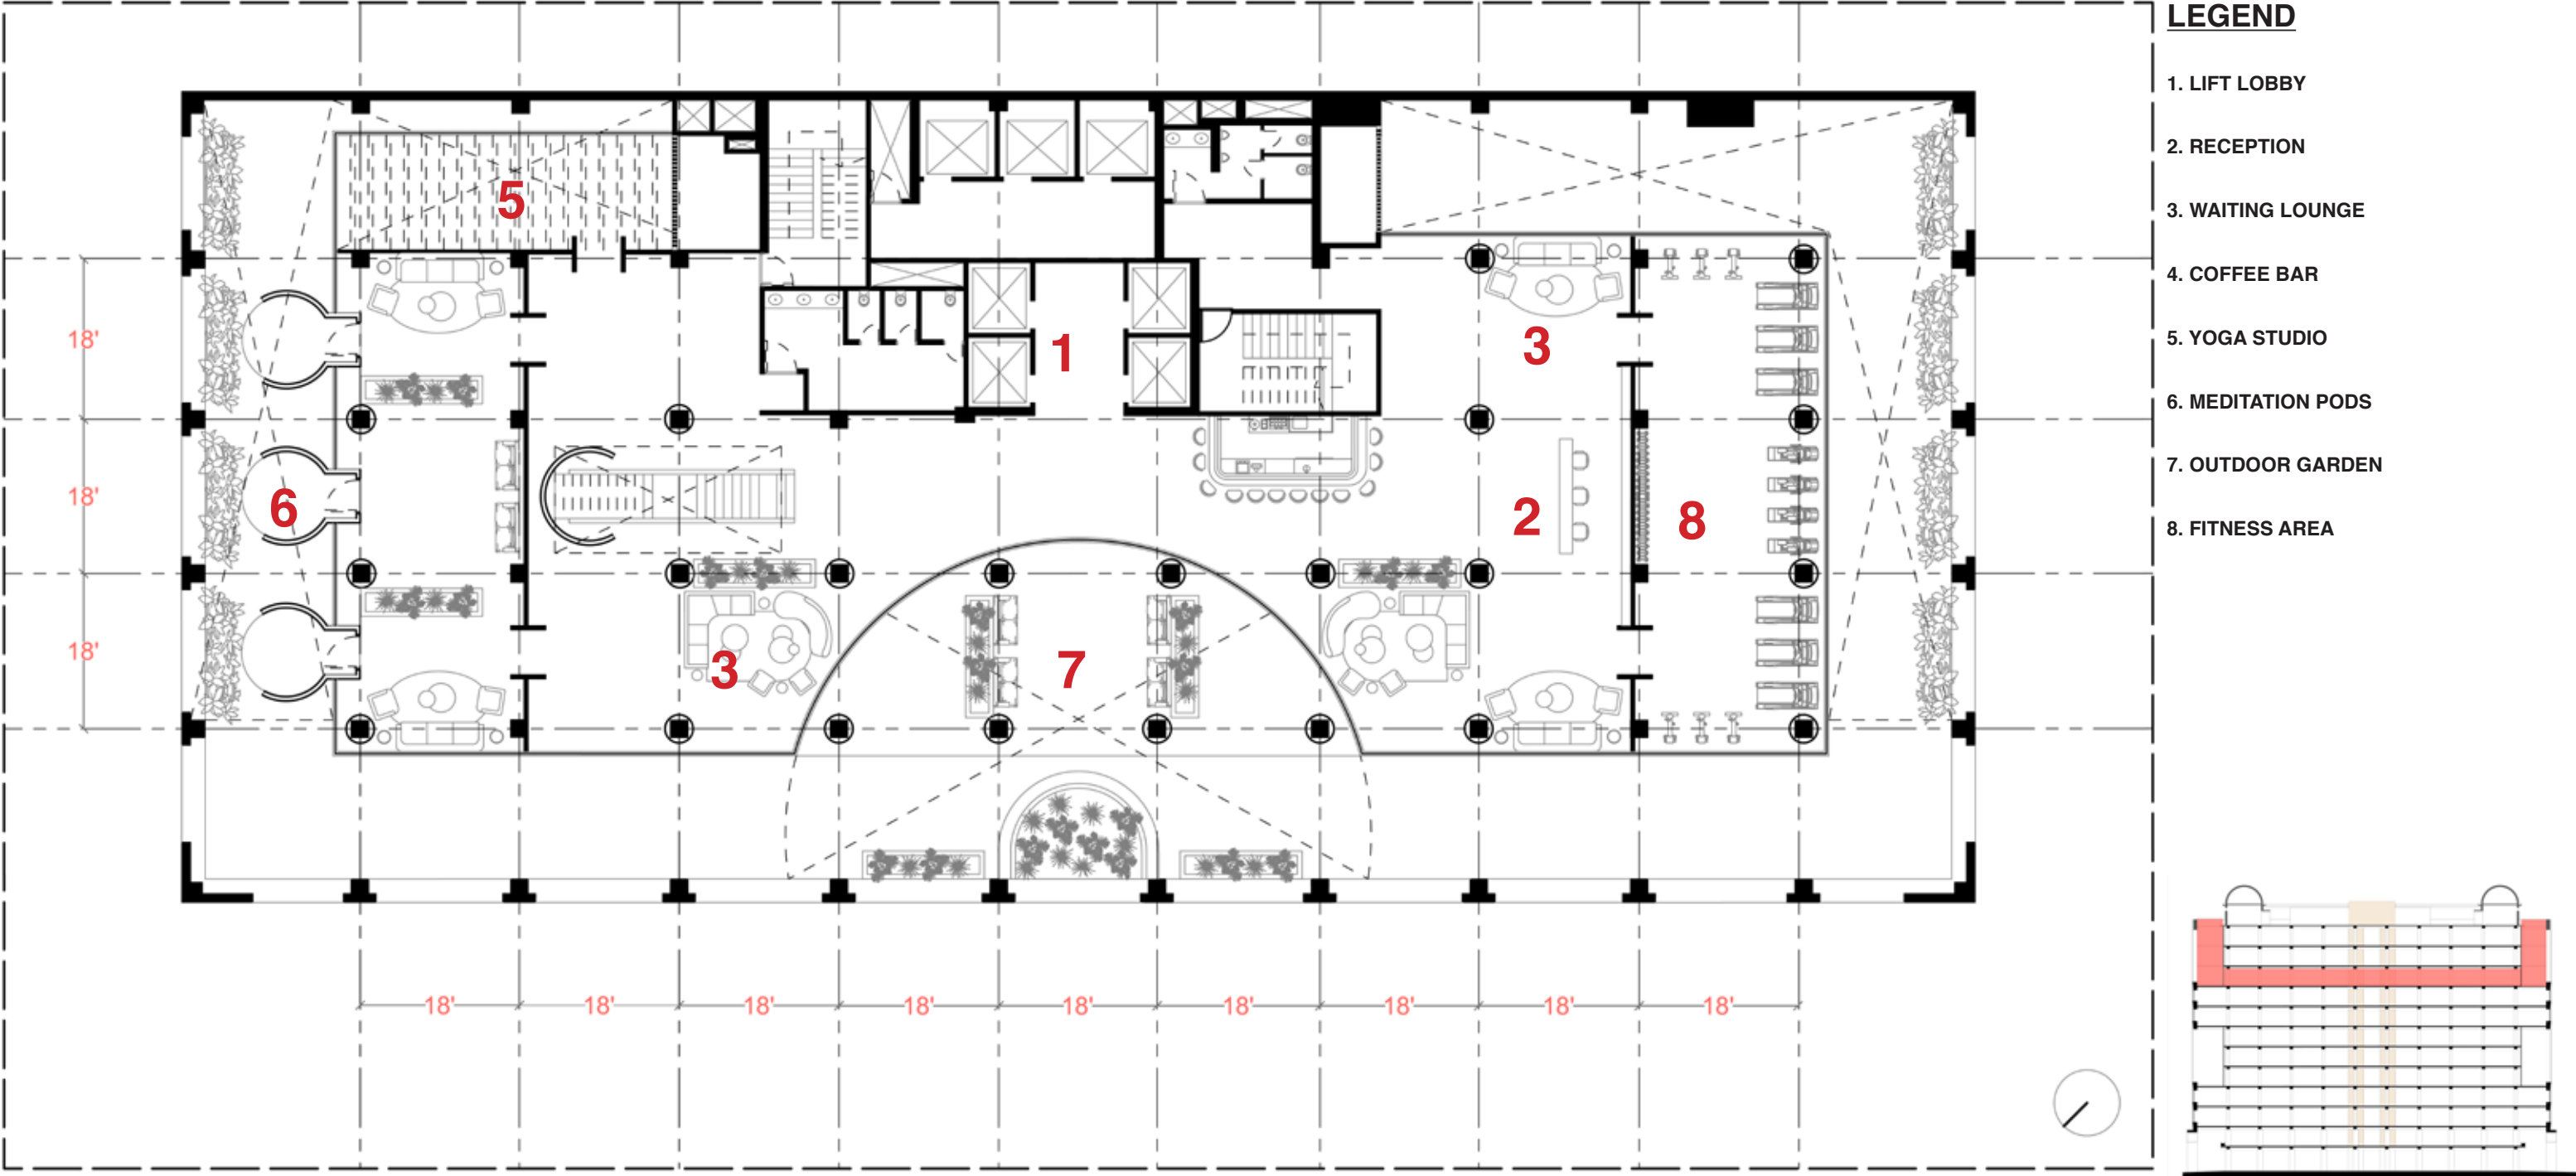 LEGEND
1. LIFT LOBBY
2. RECEPTION
3. WAITING LOUNGE
4. COFFEE BAR
5. YOGA STUDIO
6. MEDITATION PODS
7. OUTDOOR GARDEN
8. FITNESS AREA
5
1
3
18'
6
2
8
18'
3
7
18'
18' 18' 18' 18' 18' 18' 18' 18' 18'